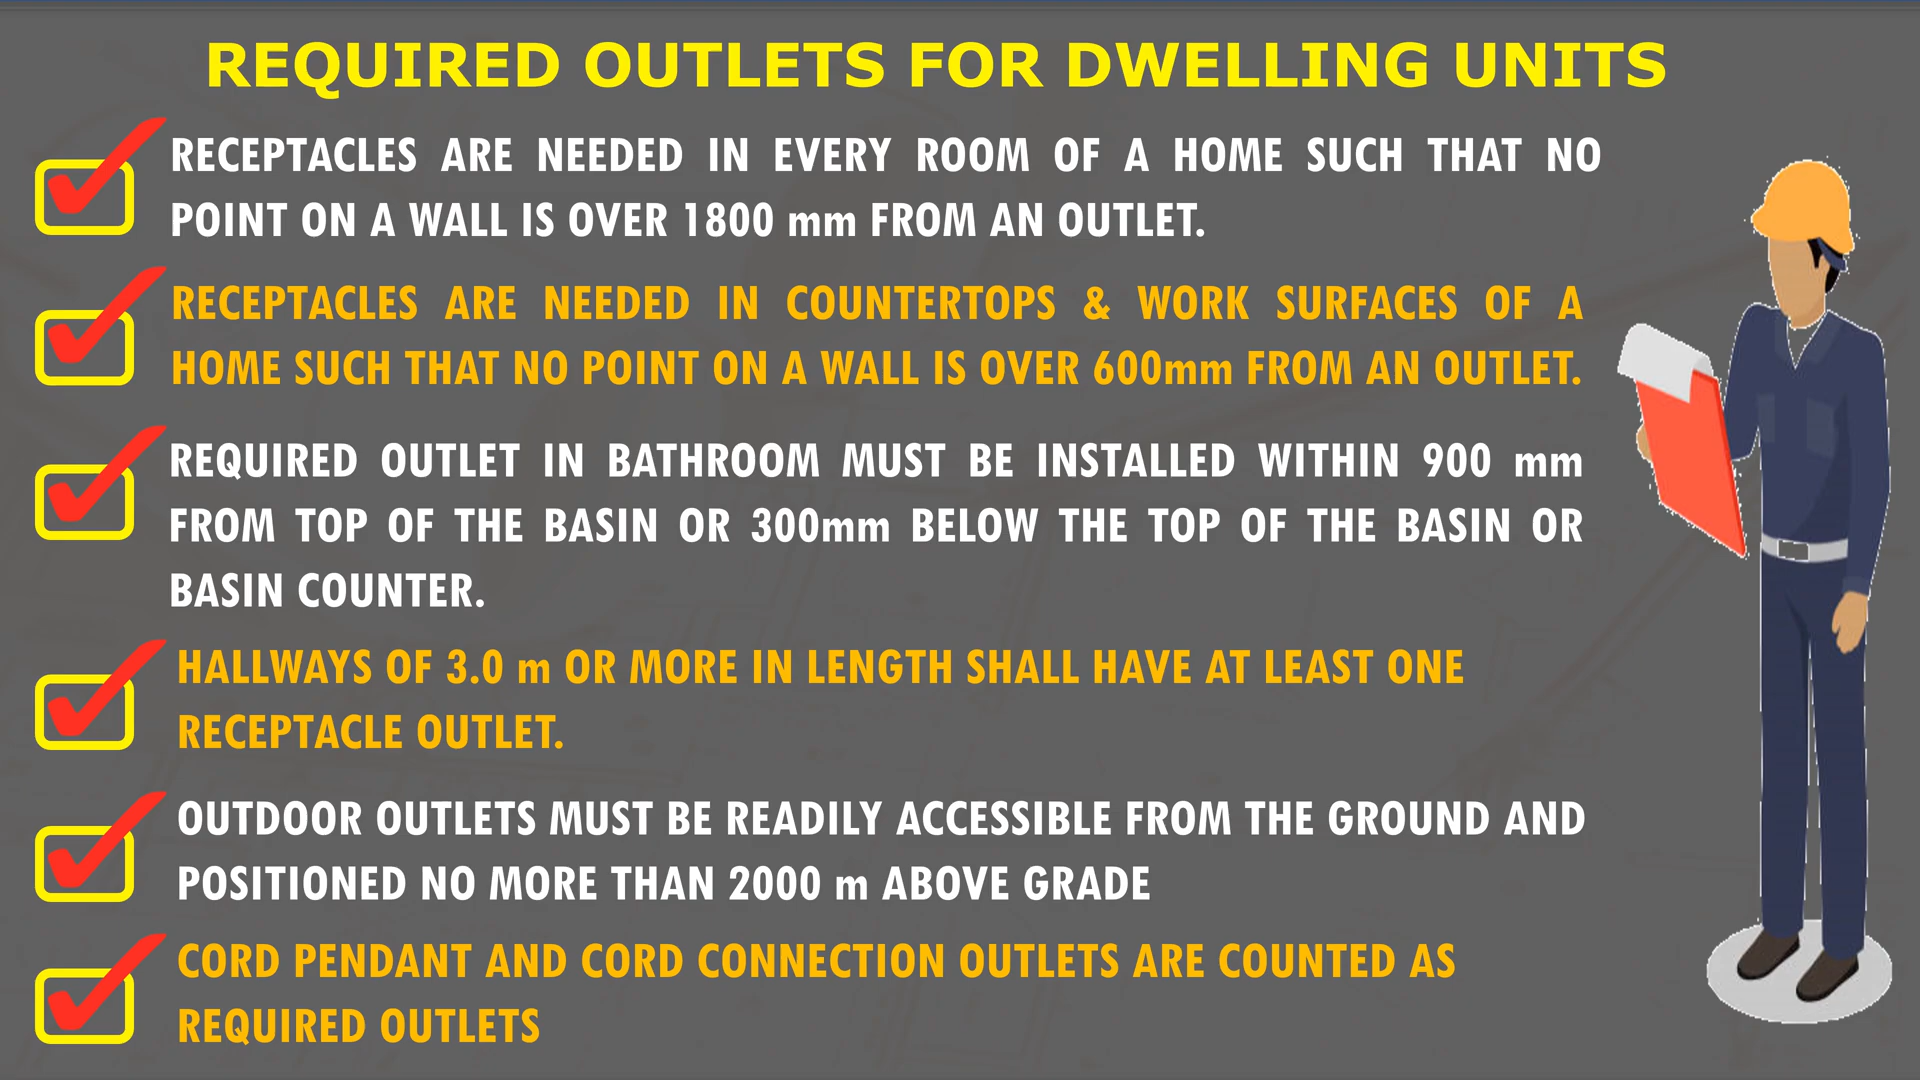 REQUIRED OUTLETS FOR DWELLING UNITS
RECEPTACLES ARE NEEDED IN EVERY ROOM OF A HOME SUCH THAT NO
POINT ON A WALL IS OVER 1800 mm FROM AN OUTLET.
RECEPTACLES ARE NEEDED IN COUNTERTOPS & WORK SURFACES OF A
HOME SUCH THAT NO POINT ON A WALL IS OVER 600mm FROM AN OUTLET.
REQUIRED OUTLET IN BATHROOM MUST BE INSTALLED WITHIN 900 mm
FROM TOP OF THE BASIN OR 300mm BELOW THE TOP OF THE BASIN OR
BASIN COUNTER.
HALLWAYS OF 3.0 m OR MORE IN LENGTH SHALL HAVE AT LEAST ONE
RECEPTACLE OUTLET.
OUTDOOR OUTLETS MUST BE READILY ACCESSIBLE FROM THE GROUND AND
POSITIONED NO MORE THAN 2000 m ABOVE GRADE
CORD PENDANT AND CORD CONNECTION OUTLETS ARE COUNTED AS
REQUIRED OUTLETS